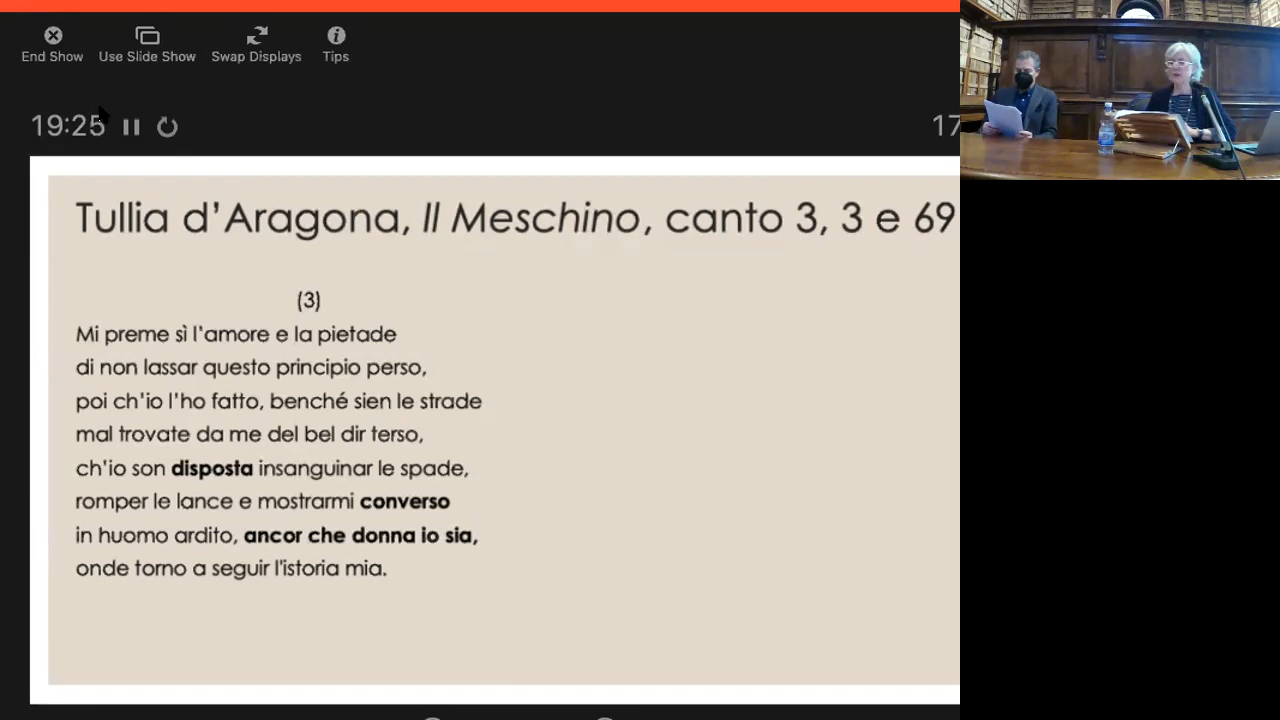 End Show
Use Slide Show
Swap Displays
Tips
19:25
17
Tullia d’Aragona, Il Meschino, canto 3, 3 e 69
(3)
Mi preme sì l’amore e la pietade
di non lassar questo principio perso,
poi ch’io l’ho fatto, benché sien le strade
mal trovate da me del bel dir terso,
ch’io son disposta insanguinar le spade,
romper le lance e mostrarmi converso
in huomo ardito, ancor che donna io sia,
onde torno a seguir l'istoria mia.